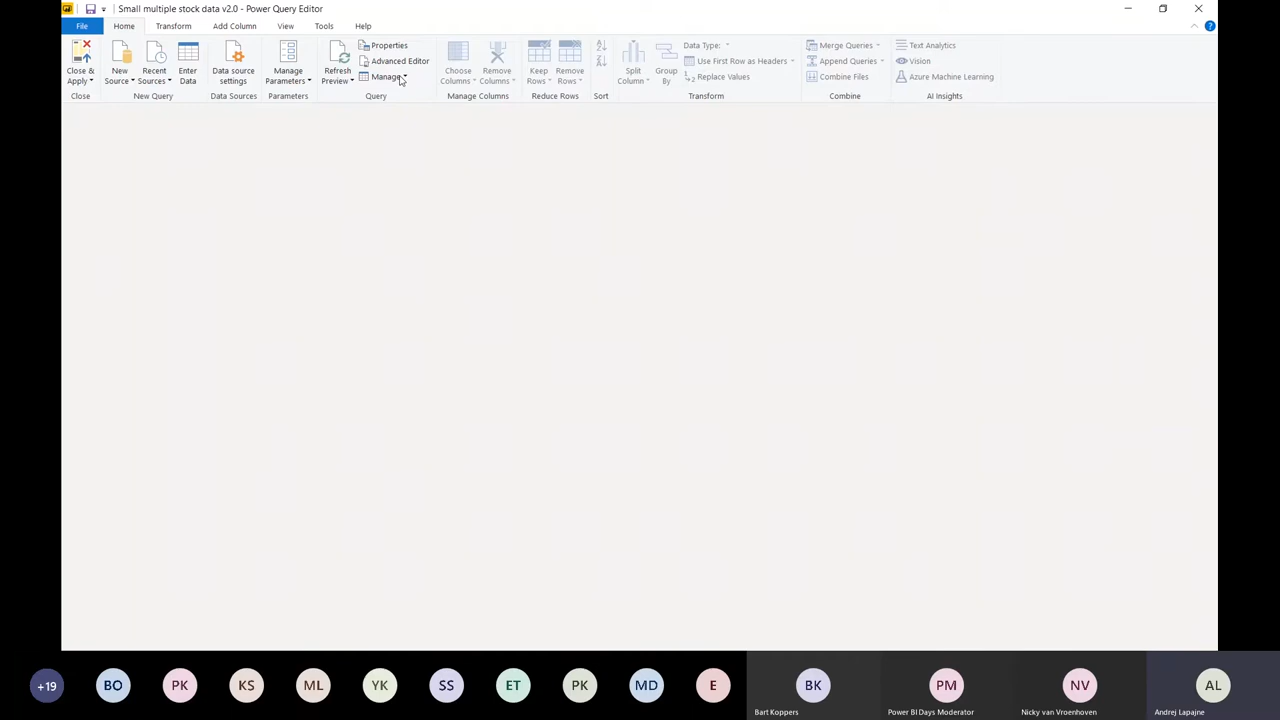 Small multiple stock data v2.0 - Power Query Editor
File Home Transform Add Column View Tools Help
Close & Apply
Close
New Source
Recent Sources
Enter Data
New Query
Data source settings
Data Sources
Manage Parameters
Parameters
Refresh Preview
Properties
Advanced Editor
Manage
Query
Choose Columns
Remove Columns
Manage Columns
Keep Rows
Remove Rows
Reduce Rows
Sort
Split Column
Group By
Data Type:
Use First Row as Headers
Replace Values
Transform
Merge Queries
Append Queries
Combine Files
Combine
Text Analytics
Vision
Azure Machine Learning
AI Insights
+19 BO PK KS ML YK SS ET PK MD E BK PM NV AL
Bart Koppers Power BI Days Moderator Nicky van Vroenhoven Andrej Lapajne